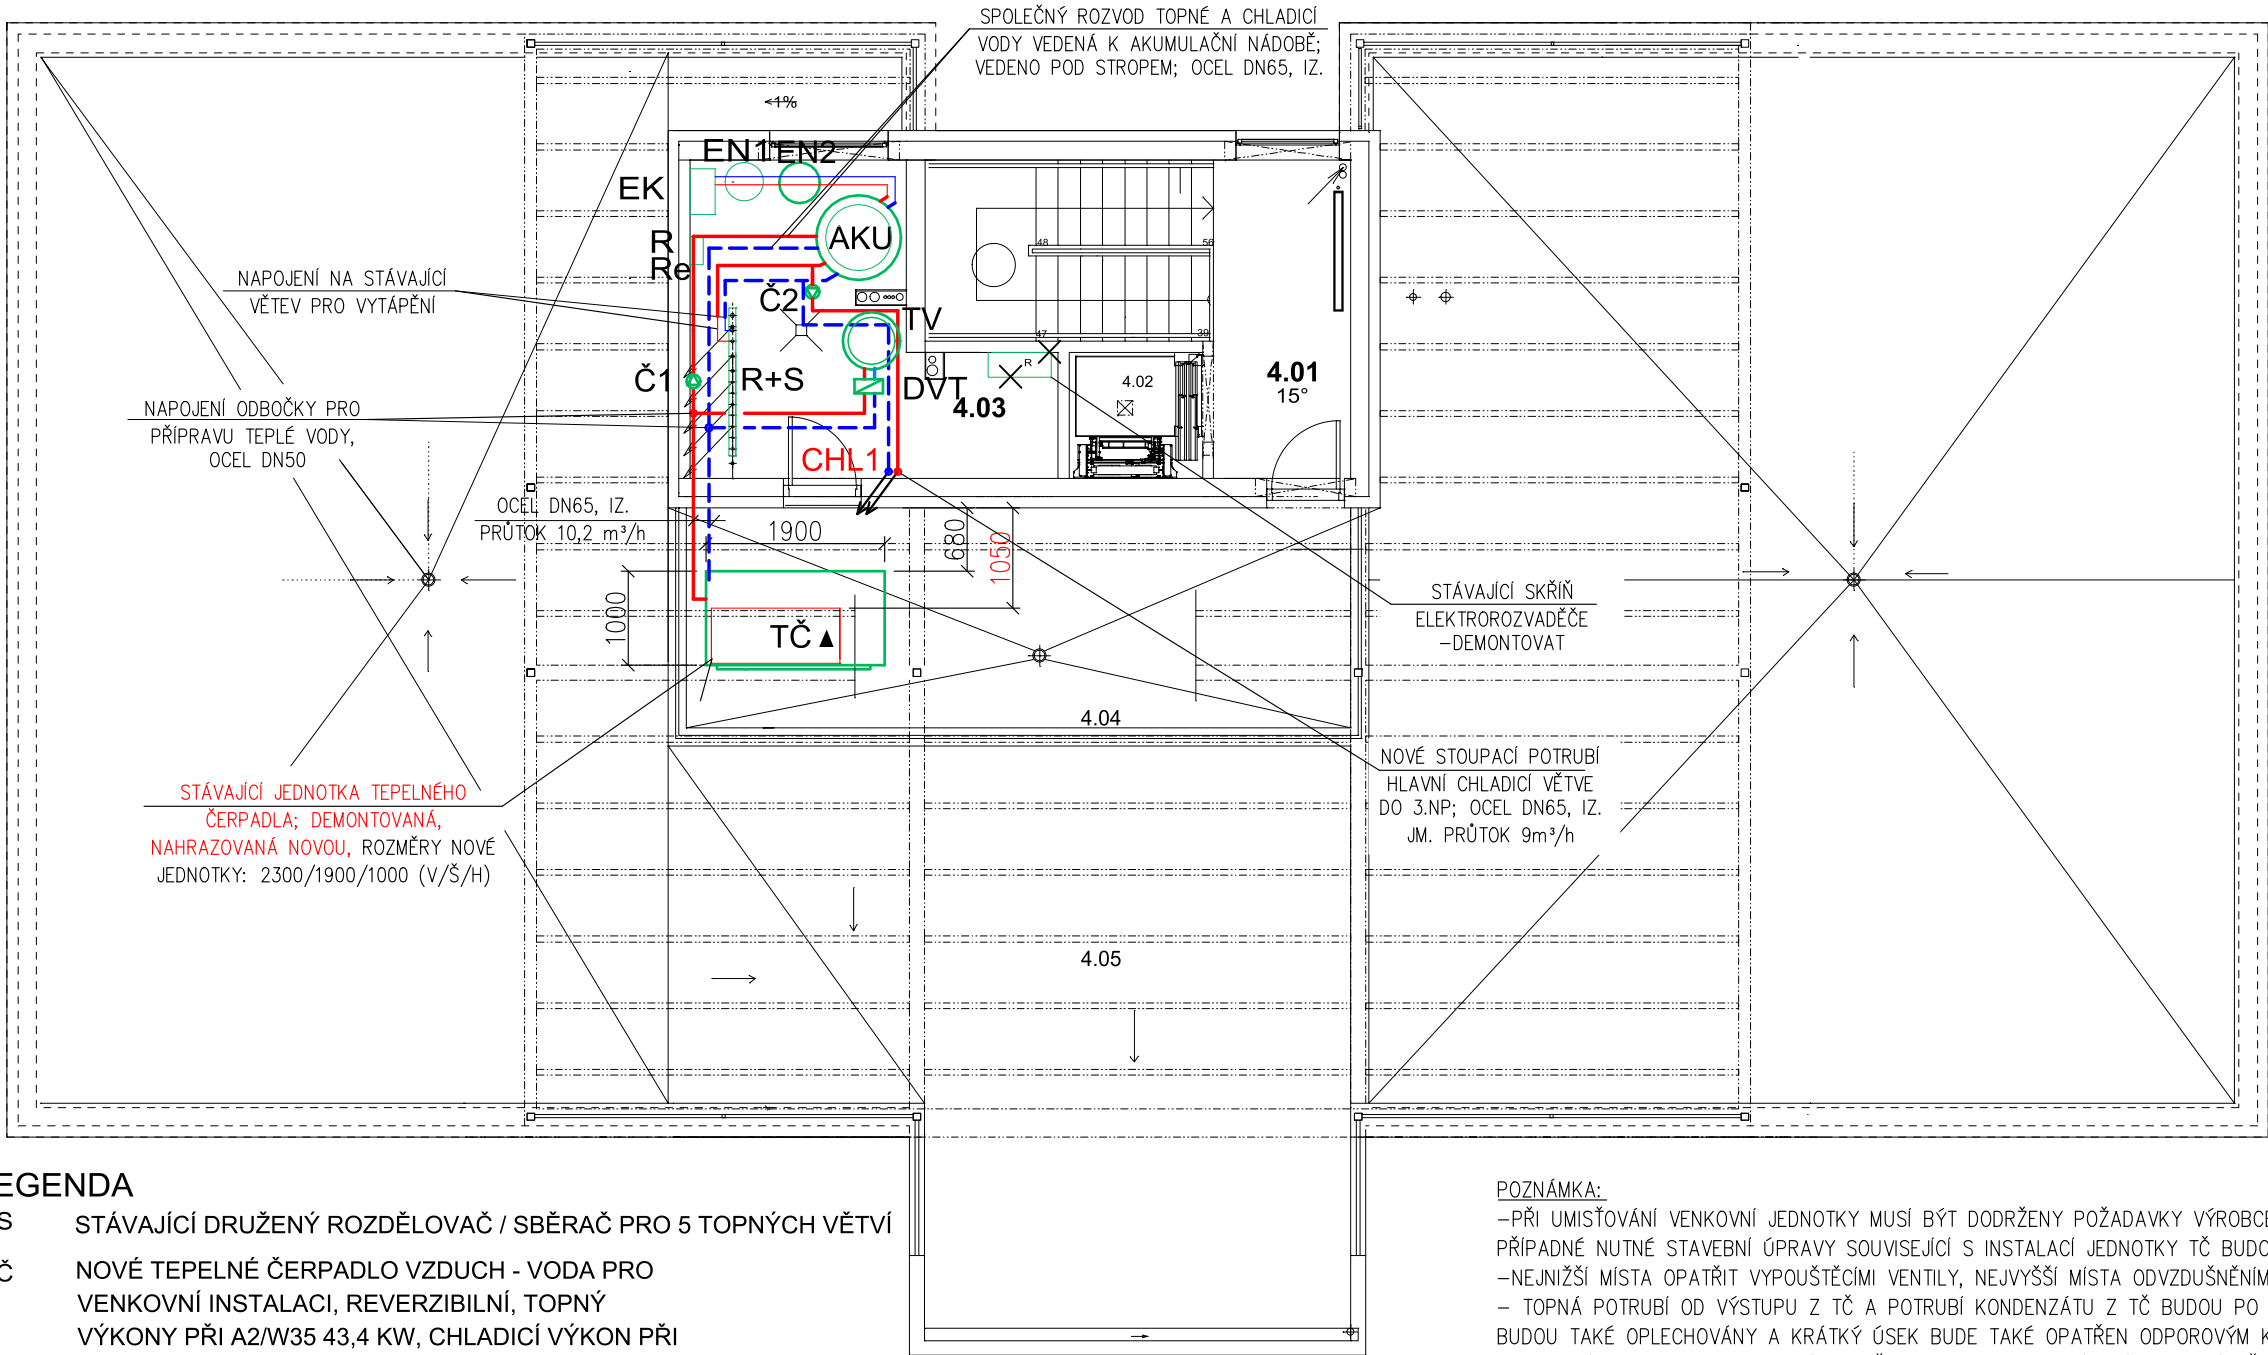 SPOLEČNÝ ROZVOD TOPNÉ A CHLADICÍ
VODY VEDENÁ K AKUMULAČNÍ NÁDOBĚ;
VEDENO POD STROPEM; OCEL DN65, IZ.
1%
EN1
EN2
EK
AKU
R
Re
48
56
NAPOJENÍ NA STÁVAJÍCÍ
VĚTEV PRO VYTÁPĚNÍ
Č2
TV
47
39
R
Č1
R+S
DVT
4.03
4.02
4.01
15°
NAPOJENÍ ODBOČKY PRO
PŘÍPRAVU TEPLÉ VODY,
OCEL DN50
CHL1
OCEL DN65, IZ.
PRŮTOK 10,2 m³/h
1900
680
1050
1000
TČ
STÁVAJÍCÍ SKŘÍŇ
ELEKTROROZVADĚČE
-DEMONTOVAT
4.04
STÁVAJÍCÍ JEDNOTKA TEPELNÉHO
ČERPADLA; DEMONTOVANÁ,
NAHRAZOVANÁ NOVOU, ROZMĚRY NOVÉ
JEDNOTKY: 2300/1900/1000 (V/Š/H)
NOVÉ STOUPACÍ POTRUBÍ
HLAVNÍ CHLADICÍ VĚTVE
DO 3.NP; OCEL DN65, IZ.
JM. PRŮTOK 9m³/h
4.05
EGENDA
S STÁVAJÍCÍ DRUŽENÝ ROZDĚLOVAČ / SBĚRAČ PRO 5 TOPNÝCH VĚTVÍ
Č NOVÉ TEPELNÉ ČERPADLO VZDUCH - VODA PRO
VENKOVNÍ INSTALACI, REVERZIBILNÍ, TOPNÝ
VÝKONY PŘI A2/W35 43,4 KW, CHLADICÍ VÝKON PŘI
POZNÁMKA:
-PŘI UMISŤOVÁNÍ VENKOVNÍ JEDNOTKY MUSÍ BÝT DODRŽENY POŽADAVKY VÝROBCE
PŘÍPADNÉ NUTNÉ STAVEBNÍ ÚPRAVY SOUVISEJÍCÍ S INSTALACÍ JEDNOTKY TČ BUDO
-NEJNIŽŠÍ MÍSTA OPATŘIT VYPOUŠTĚCÍMI VENTILY, NEJVYŠŠÍ MÍSTA ODVZDUŠNĚNÍM
- TOPNÁ POTRUBÍ OD VÝSTUPU Z TČ A POTRUBÍ KONDENZÁTU Z TČ BUDOU PO
BUDOU TAKÉ OPLECHOVÁNY A KRÁTKÝ ÚSEK BUDE TAKÉ OPATŘEN ODPOROVÝM K